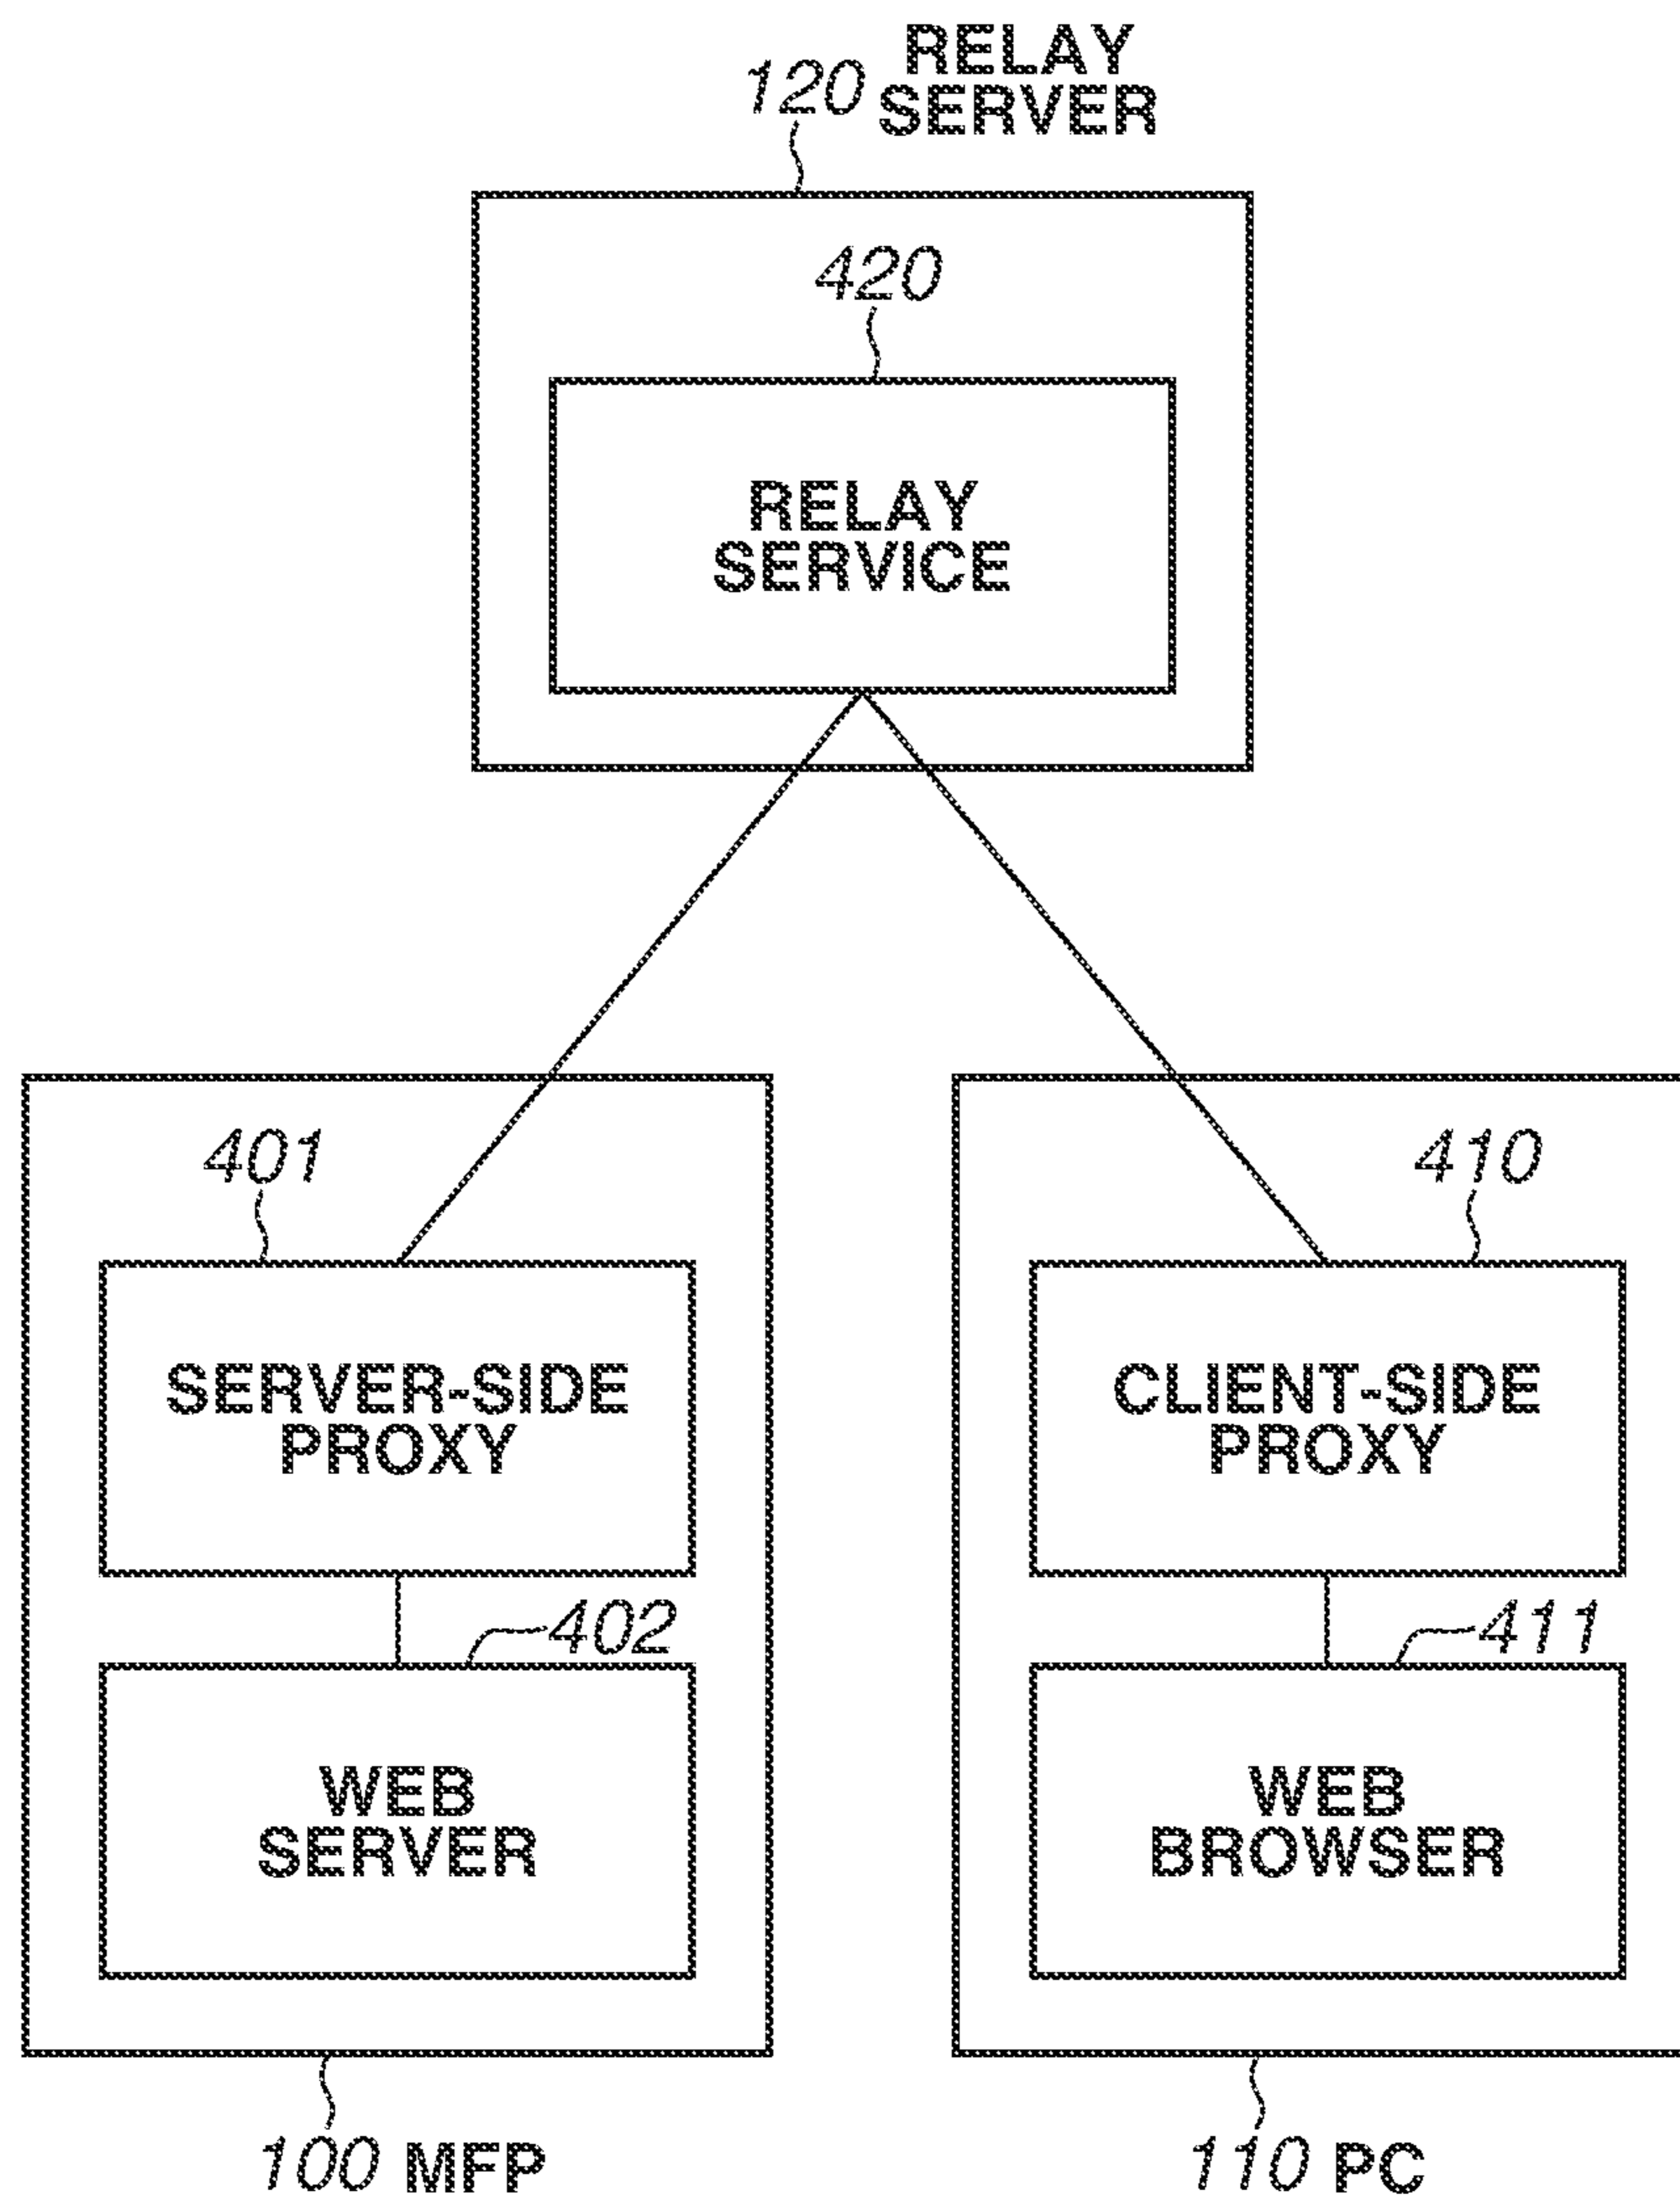 120 RELAY
SERVER
420
RELAY
SERVICE
401
SERVER-SIDE
PROXY
402
WEB
SERVER
100 MFP
410
CLIENT-SIDE
PROXY
411
WEB
BROWSER
110 PC